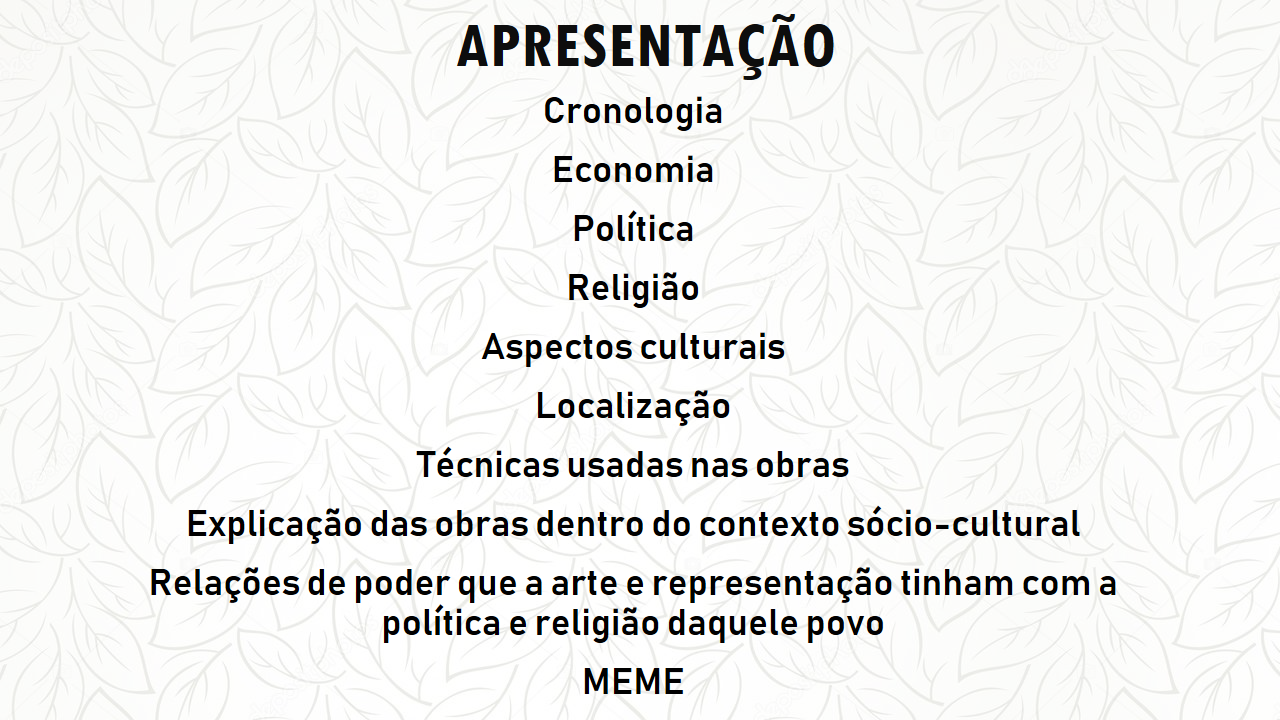 APRESENTAÇÃO
Cronologia
Economia
Política
Religião
Aspectos culturais
Localização
Técnicas usadas nas obras
Explicação das obras dentro do contexto sócio-cultural
Relações de poder que a arte e representação tinham com a
política e religião daquele povo
MEME